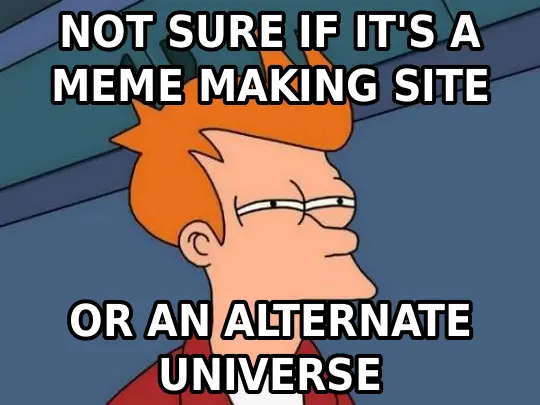 NOT SURE IF IT'S A
MEME MAKING SITE
OR AN ALTERNATE
UNIVERSE